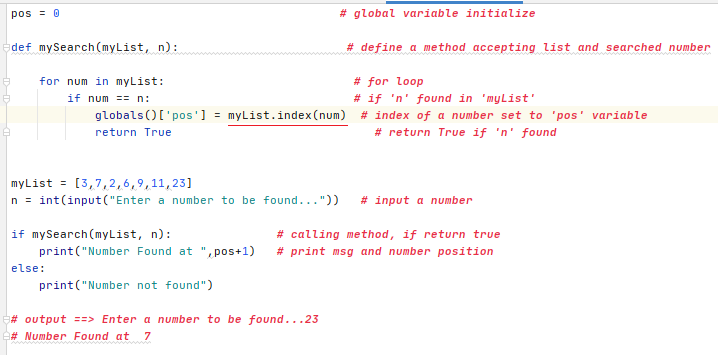 pos = 0 # global variable initialize
def mySearch(myList, n): # define a method accepting list and searched number
for num in myList: # for loop
if num == n: # if 'n' found in 'myList'
globals()['pos'] = myList.index(num) # index of a number set to 'pos' variable
return True # return True if 'n' found
myList = [3,7,2,6,9,11,23]
n = int(input("Enter a number to be found...")) # input a number
if mySearch(myList, n): # calling method, if return true
print("Number Found at ",pos+1) # print msg and number position
else:
print("Number not found")
# output ==> Enter a number to be found...23
# Number Found at  7